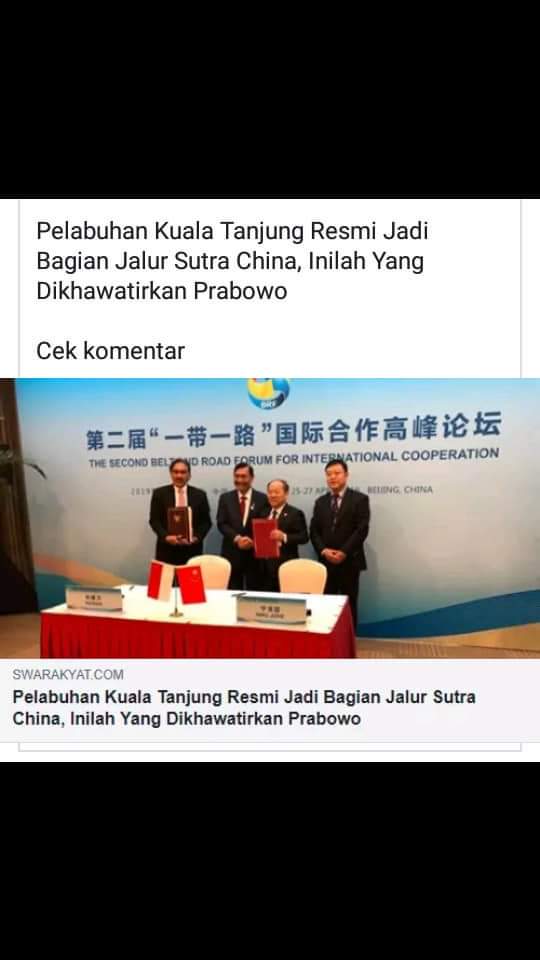 Pelabuhan Kuala Tanjung Resmi Jadi
Bagian Jalur Sutra China, Inilah Yang
Dikhawatirkan Prabowo
Cek komentar
BRF
第二届“一带一路”国际合作高峰论坛
THE SECOND BELT AND ROAD FORUM FOR INTERNATIONAL COOPERATION
25-27 APRIL 2019, BEIJING, CHINA
SWARAKYAT.COM
Pelabuhan Kuala Tanjung Resmi Jadi Bagian Jalur Sutra
China, Inilah Yang Dikhawatirkan Prabowo